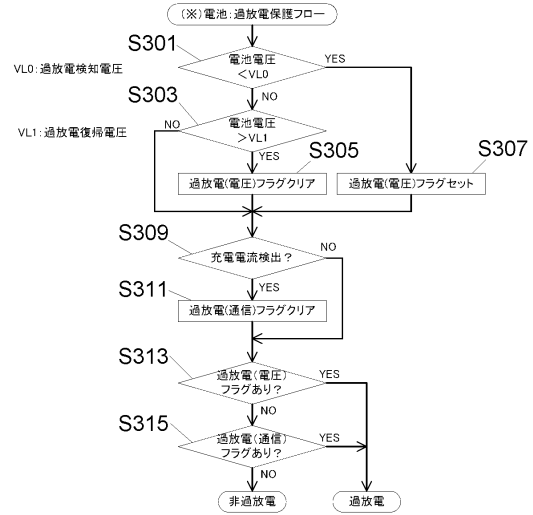 (※)電池:過放電保護フロー
S301
電池電圧
<VL0
YES
VL0:過放電検知電圧
NO
S303
電池電圧
>VL1
NO
VL1:過放電復帰電圧
YES
S305
過放電(電圧)フラグクリア
S307
過放電(電圧)フラグセット
S309
充電電流検出?
NO
YES
S311
過放電(通信)フラグクリア
S313
過放電(電圧)
フラグあり?
YES
NO
S315
過放電(通信)
フラグあり?
YES
NO
非過放電
過放電